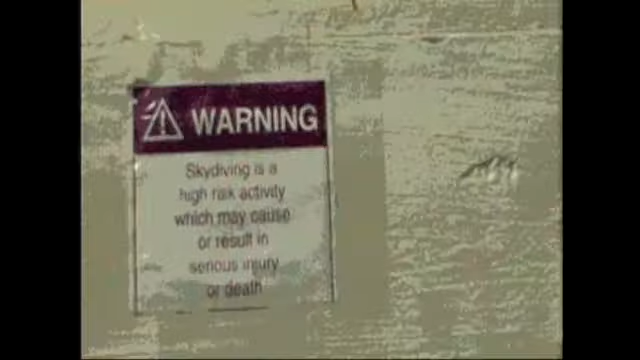 WARNING
Skydiving is a
high risk activity
which may cause
or result in
serious injury
or death